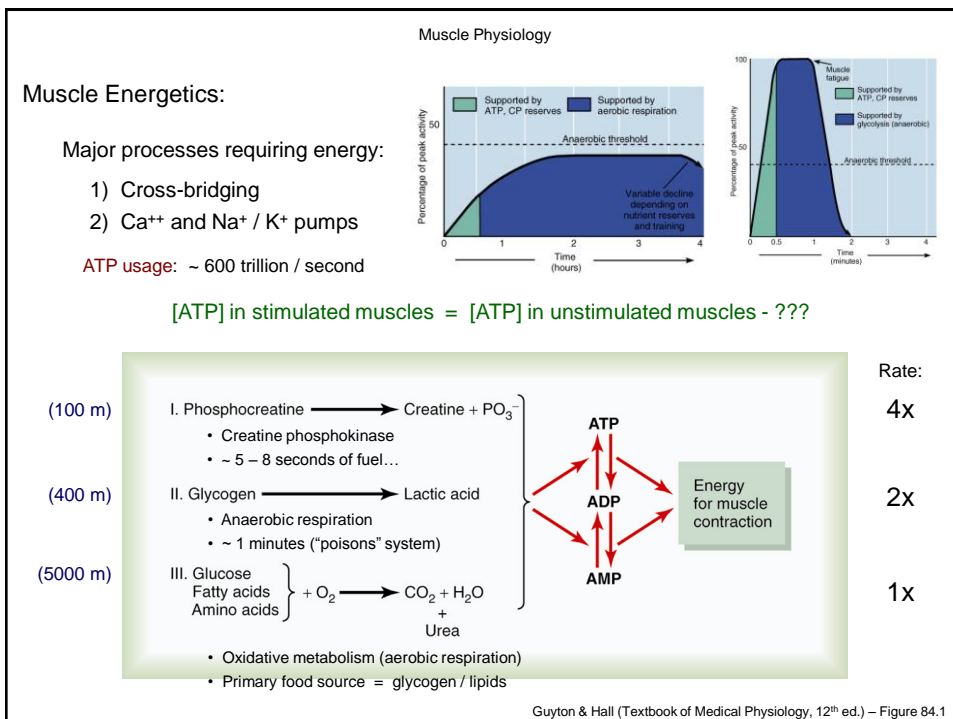 Muscle Physiology
Muscle Energetics:
Major processes requiring energy:
1) Cross-bridging
2) Ca⁺⁺ and Na⁺ / K⁺ pumps
ATP usage: ~ 600 trillion / second
Percentage of peak activity
50
Supported by
ATP, CP reserves
Supported by
aerobic respiration
Anaerobic threshold
Variable decline
depending on
nutrient reserves
and training
0 1 2 3 4
Time
(hours)
Percentage of peak activity
100
50
0
Muscle
fatigue
Supported by
ATP, CP reserves
Supported by
glycolysis (anaerobic)
Anaerobic threshold
0 0.5 1 2 3 4
Time
(minutes)
[ATP] in stimulated muscles = [ATP] in unstimulated muscles - ???
Rate:
(100 m)
I. Phosphocreatine Creatine + PO₃⁻
• Creatine phosphokinase
• ~ 5 – 8 seconds of fuel…
4x
(400 m)
II. Glycogen Lactic acid
• Anaerobic respiration
• ~ 1 minutes (“poisons” system)
2x
(5000 m)
III. Glucose
Fatty acids
Amino acids
+ O₂ CO₂ + H₂O
+
Urea
1x
• Oxidative metabolism (aerobic respiration)
• Primary food source = glycogen / lipids
ATP
ADP
AMP
Energy
for muscle
contraction
Guyton & Hall (Textbook of Medical Physiology, 12ᵗʰ ed.) – Figure 84.1